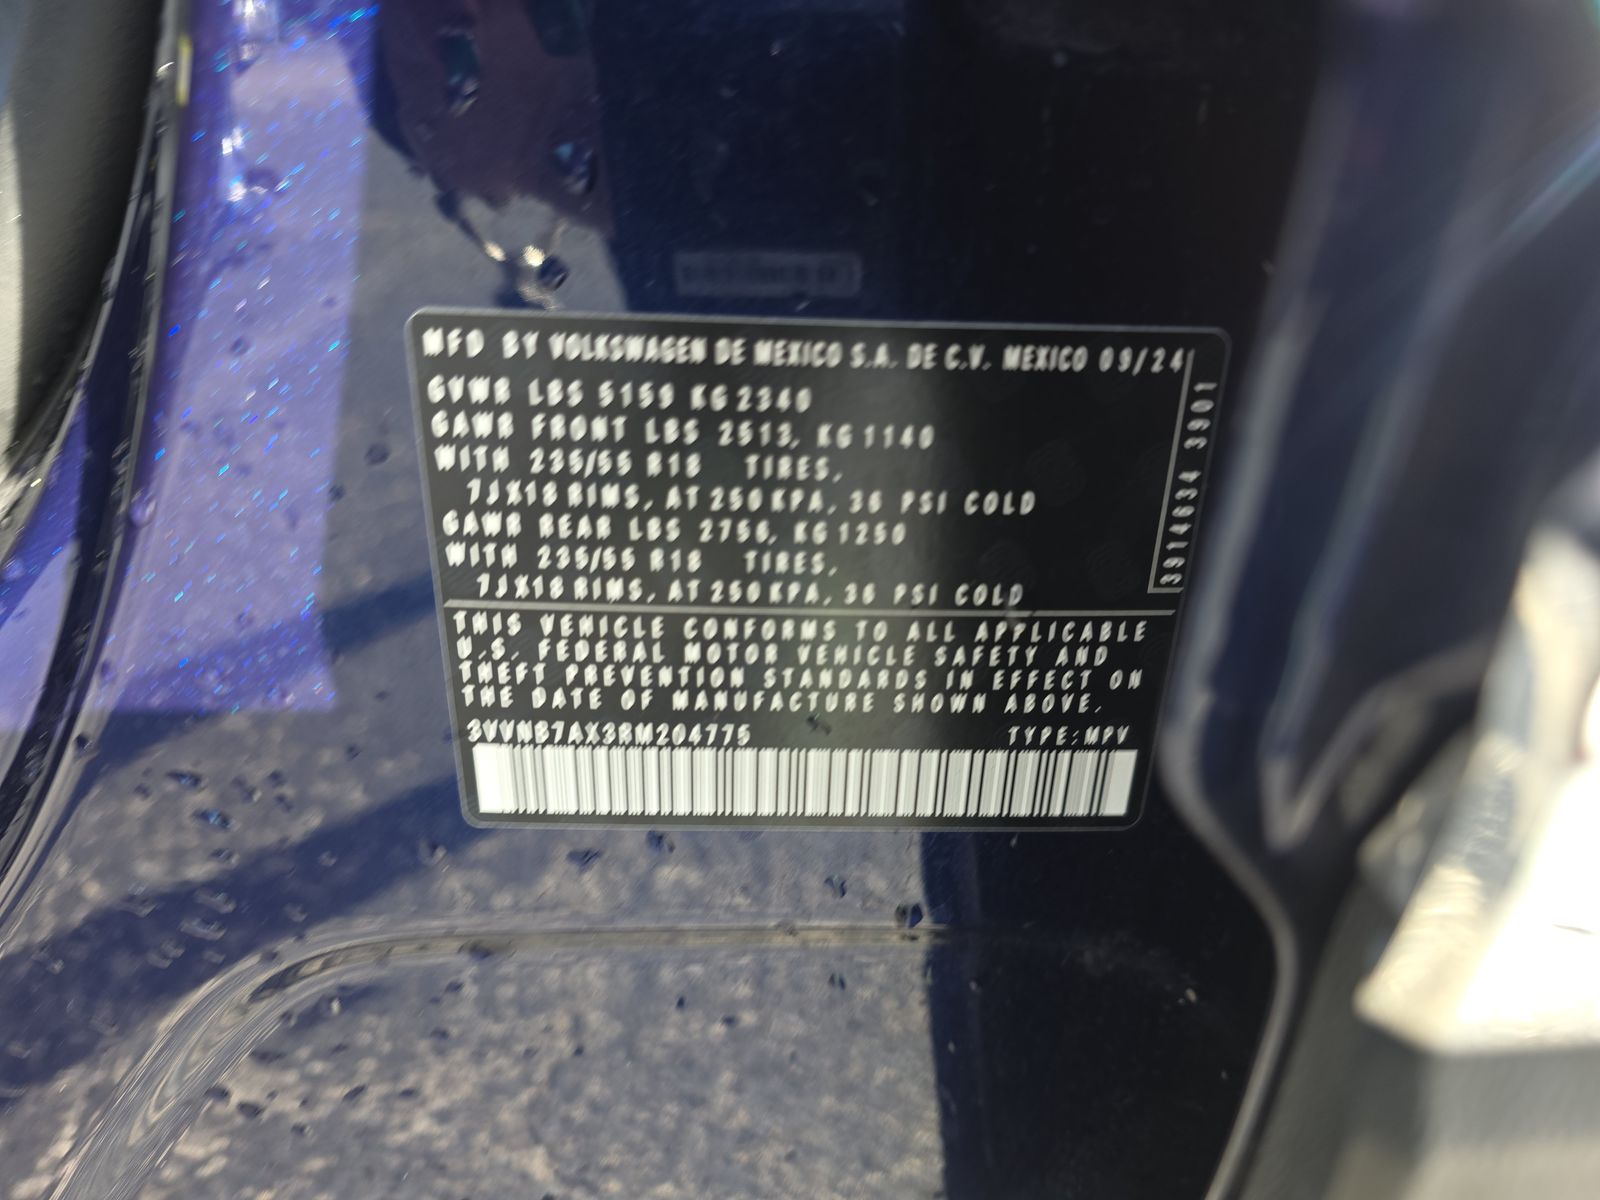 MFD BY VOLKSWAGEN DE MEXICO S.A. DE C.V. MEXICO 09/24
GVWR LBS 5159 KG 2340
GAWR FRONT LBS 2513, KG 1140
WITH 235/55 R18 TIRES,
7JX18 RIMS, AT 250 KPA, 36 PSI COLD
GAWR REAR LBS 2756, KG 1250
WITH 235/55 R18 TIRES,
7JX18 RIMS, AT 250 KPA, 36 PSI COLD
3914634 3901
THIS VEHICLE CONFORMS TO ALL APPLICABLE
U.S. FEDERAL MOTOR VEHICLE SAFETY AND
THEFT PREVENTION STANDARDS IN EFFECT ON
THE DATE OF MANUFACTURE SHOWN ABOVE.
3VVNB7AX3RM204775 TYPE:MPV